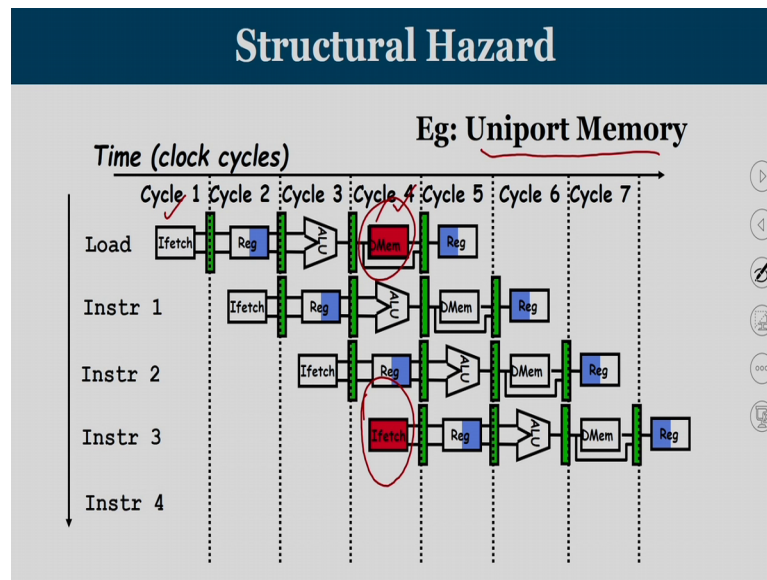 Structural Hazard
Eg: Uniport Memory
Time (clock cycles)
Cycle 1 Cycle 2 Cycle 3 Cycle 4 Cycle 5 Cycle 6 Cycle 7
Load Ifetch Reg ALU DMem Reg
Instr 1 Ifetch Reg ALU DMem Reg
Instr 2 Ifetch Reg ALU DMem Reg
Instr 3 Ifetch Reg ALU DMem Reg
Instr 4